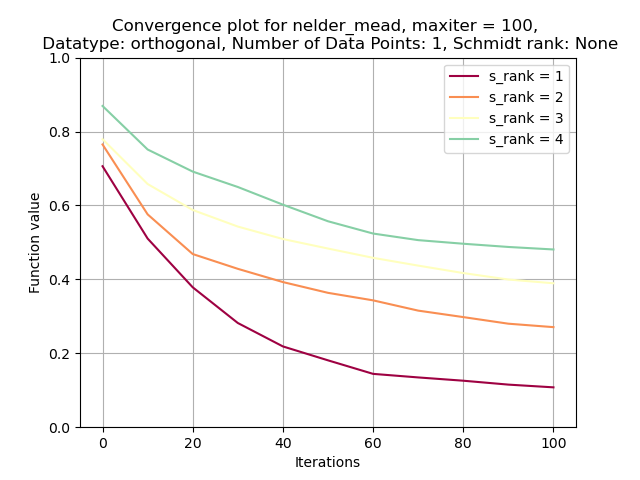 Convergence plot for nelder_mead, maxiter = 100,
Datatype: orthogonal, Number of Data Points: 1, Schmidt rank: None
1.0
0.8
0.6
0.4
0.2
0.0
Function value
s_rank = 1
s_rank = 2
s_rank = 3
s_rank = 4
0 20 40 60 80 100
Iterations